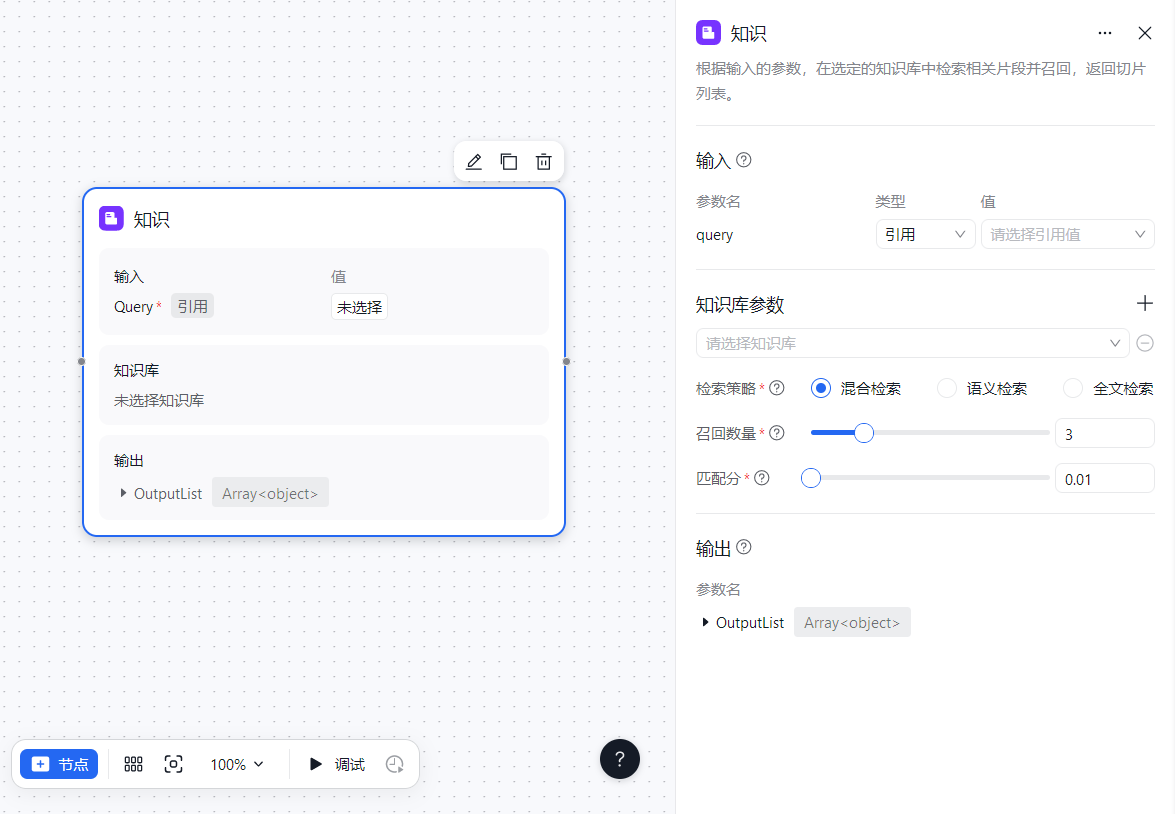 知识
输入 值
Query * 引用 未选择
知识库
未选择知识库
输出
OutputList Array<object>
节点 100% 调试
?
知识
根据输入的参数，在选定的知识库中检索相关片段并召回，返回切片
列表。
输入 ?
参数名 类型 值
query 引用 请选择引用值
知识库参数
请选择知识库
检索策略 * ? 混合检索 语义检索 全文检索
召回数量 * ? 3
匹配分 * ? 0.01
输出 ?
参数名
OutputList Array<object>